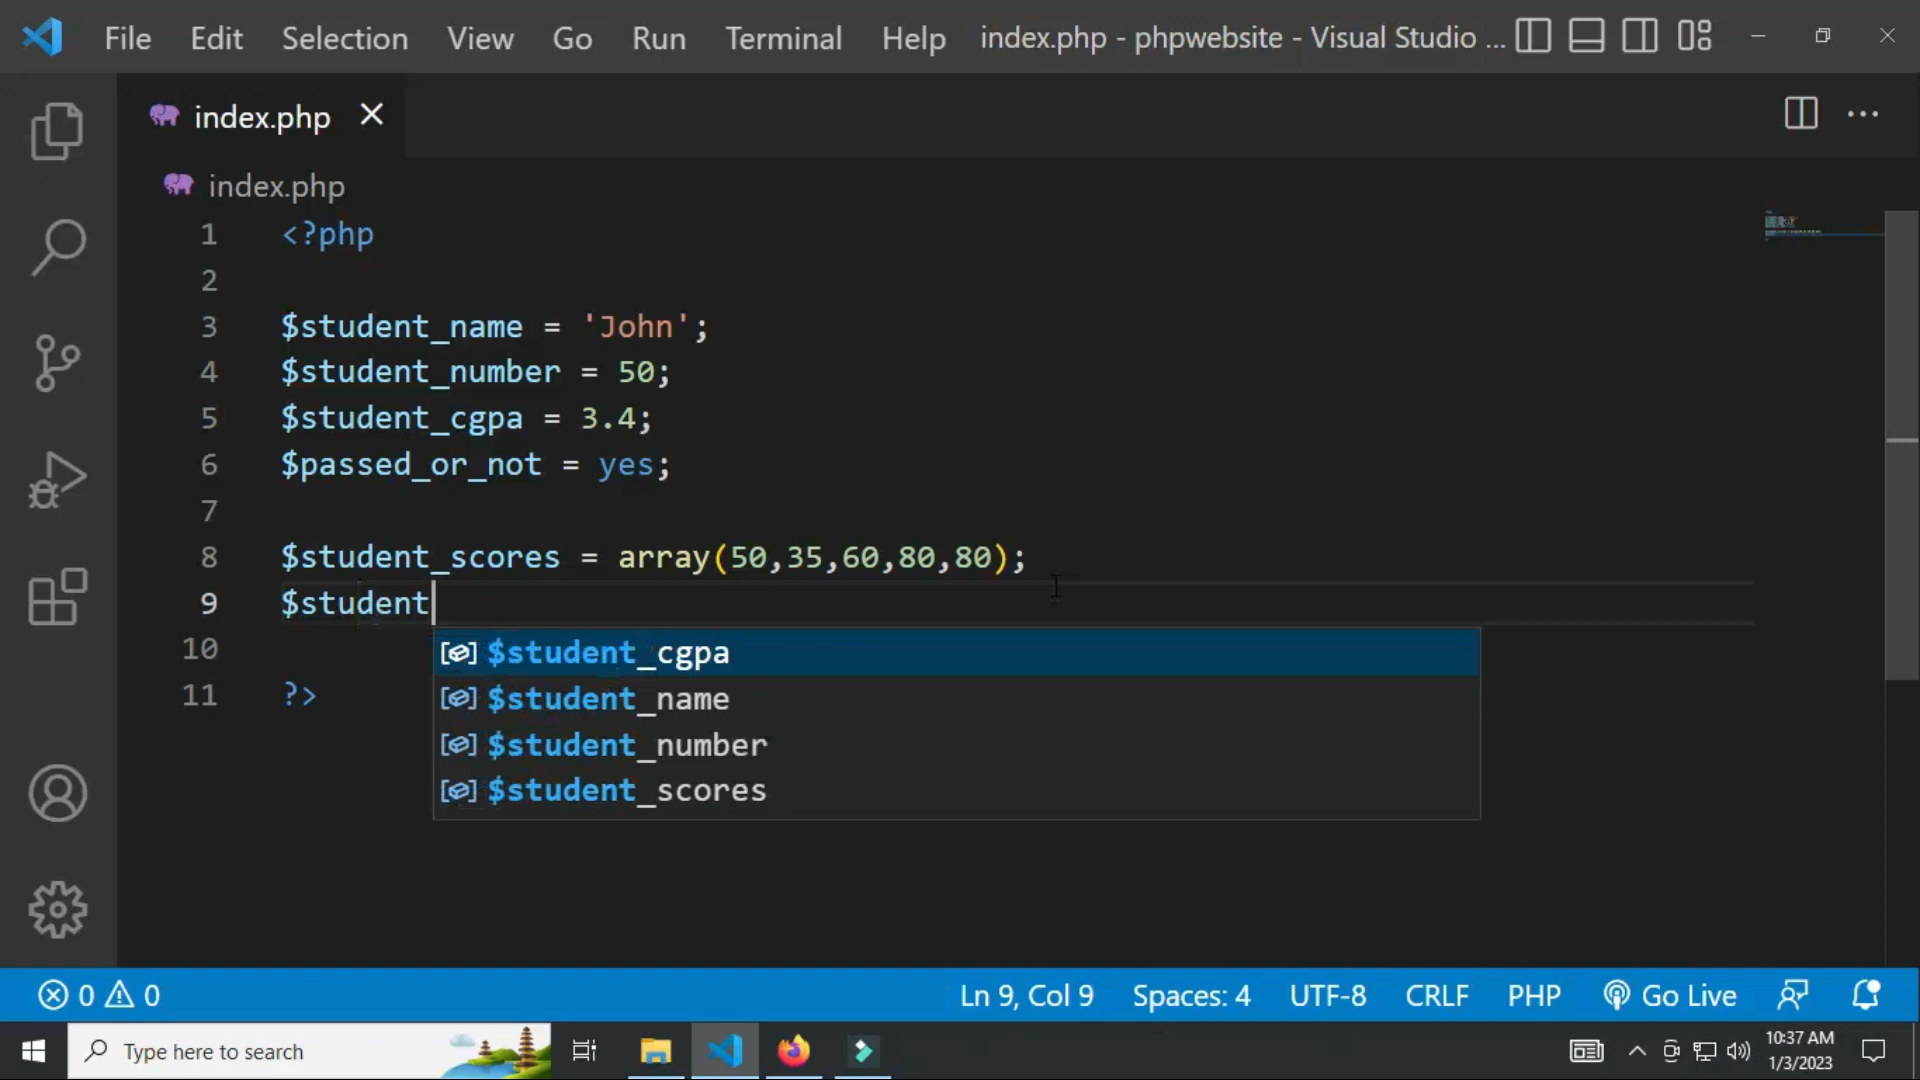 File Edit Selection View Go Run Terminal Help index.php - phpwebsite - Visual Studio ...
index.php
index.php
1 <?php
2
3 $student_name = 'John';
4 $student_number = 50;
5 $student_cgpa = 3.4;
6 $passed_or_not = yes;
7
8 $student_scores = array(50,35,60,80,80);
9 $student
10 $student_cgpa
$student_name
11 ?>
$student_number
$student_scores
0 0 Ln 9, Col 9 Spaces: 4 UTF-8 CRLF PHP Go Live
Type here to search
10:37 AM
1/3/2023